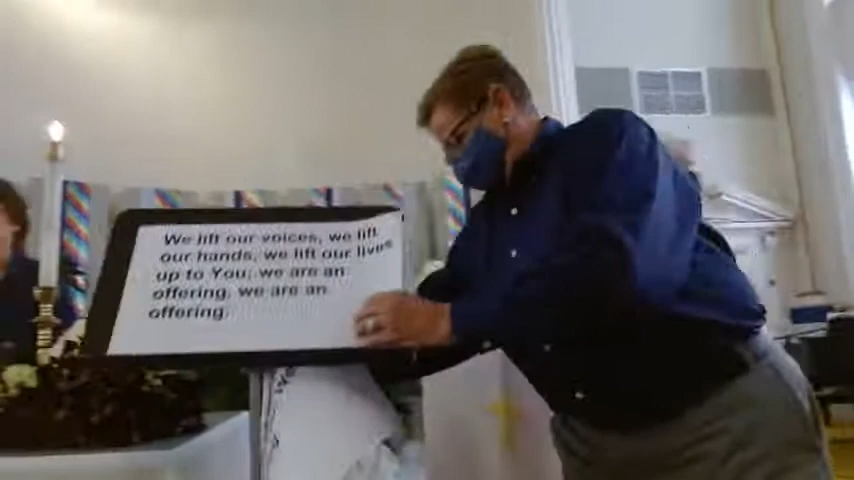 We lift our voices, we lift
our hands, we lift our lives
up to You; we are an
offering, we are an
offering.